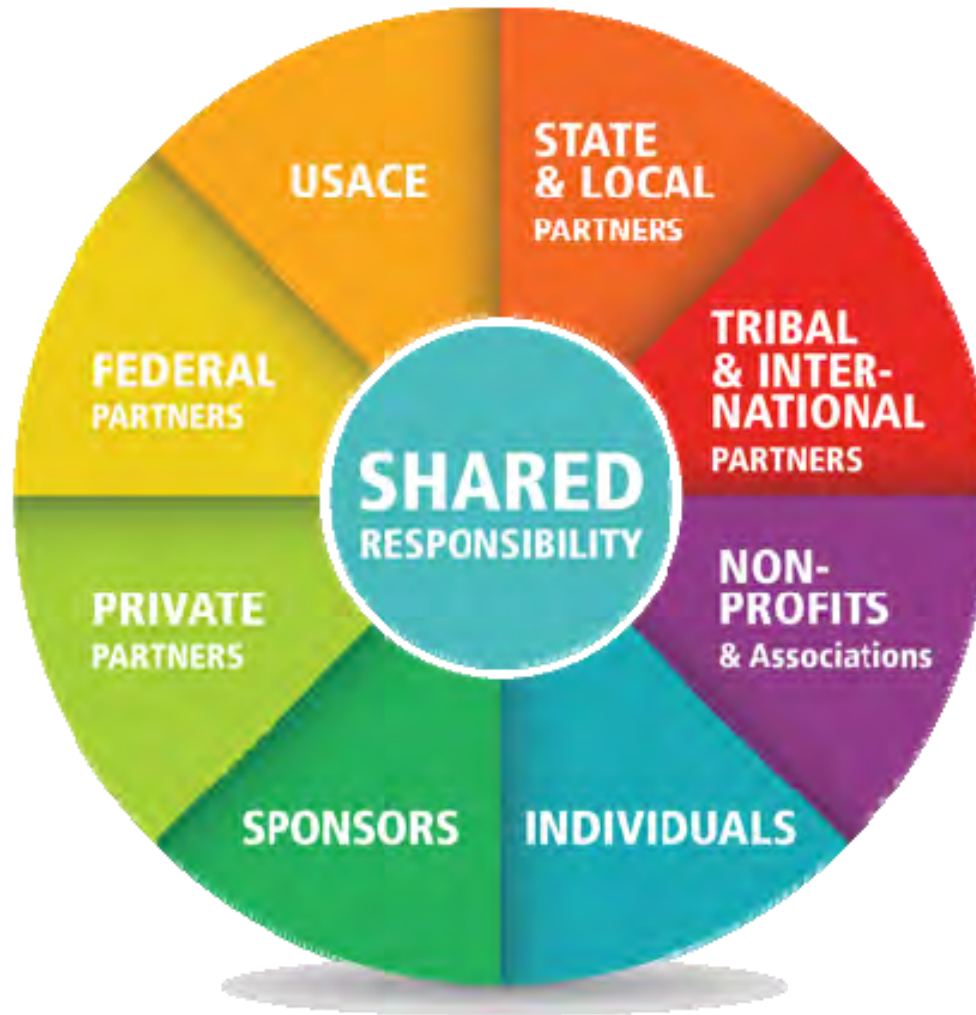 USACE
STATE
& LOCAL
PARTNERS
TRIBAL
& INTER-
NATIONAL
PARTNERS
NON-
PROFITS
& Associations
INDIVIDUALS
SPONSORS
PRIVATE
PARTNERS
FEDERAL
PARTNERS
SHARED
RESPONSIBILITY